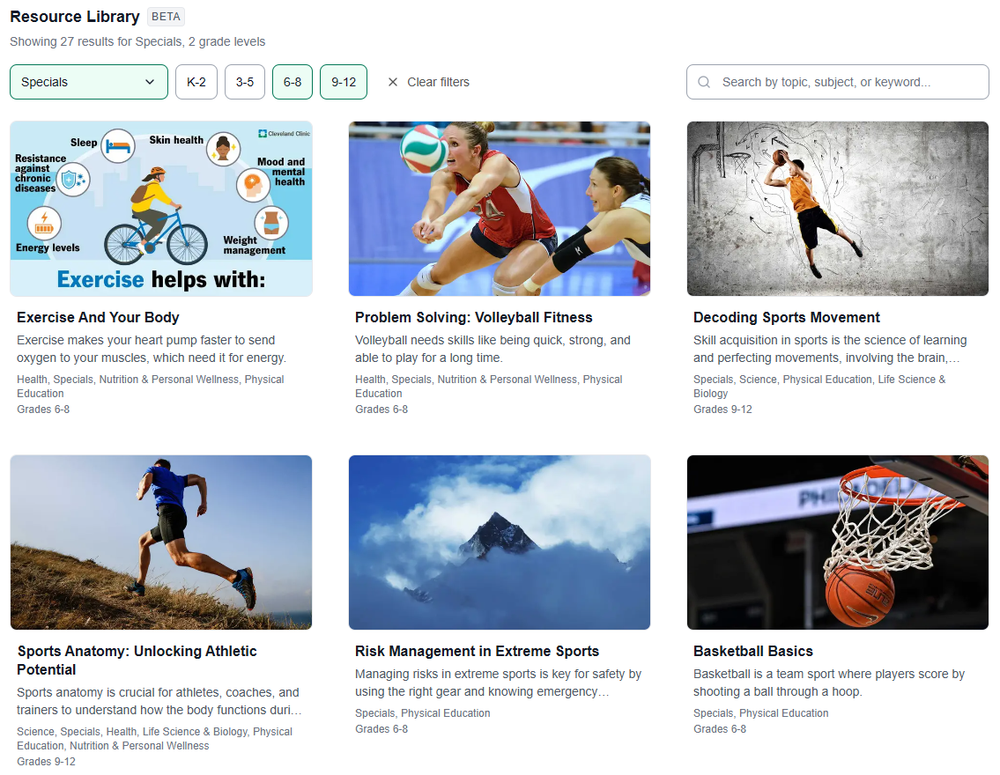 Resource Library BETA
Showing 27 results for Specials, 2 grade levels
Specials
K-2
3-5
6-8
9-12
Clear filters
Search by topic, subject, or keyword...
Sleep
Skin health
Cleveland Clinic
Resistance
against
chronic
diseases
Mood and
mental
health
Energy levels
Weight
management
Exercise helps with:
Exercise And Your Body
Exercise makes your heart pump faster to send
oxygen to your muscles, which need it for energy.
Health, Specials, Nutrition & Personal Wellness, Physical
Education
Grades 6-8
24
Problem Solving: Volleyball Fitness
Volleyball needs skills like being quick, strong, and
able to play for a long time.
Health, Specials, Nutrition & Personal Wellness, Physical
Education
Grades 6-8
Decoding Sports Movement
Skill acquisition in sports is the science of learning
and perfecting movements, involving the brain,...
Specials, Science, Physical Education, Life Science &
Biology
Grades 9-12
Sports Anatomy: Unlocking Athletic
Potential
Sports anatomy is crucial for athletes, coaches, and
trainers to understand how the body functions duri...
Science, Specials, Health, Life Science & Biology, Physical
Education, Nutrition & Personal Wellness
Grades 9-12
Risk Management in Extreme Sports
Managing risks in extreme sports is key for safety by
using the right gear and knowing emergency...
Specials, Physical Education
Grades 6-8
Basketball Basics
Basketball is a team sport where players score by
shooting a ball through a hoop.
Specials, Physical Education
Grades 6-8